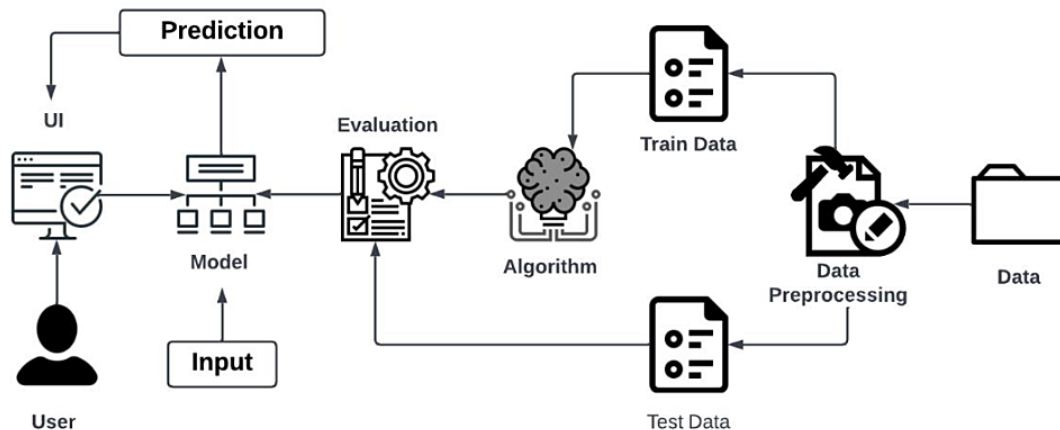 Prediction
UI
Evaluation
Train Data
Model
Algorithm
Data
Preprocessing
Data
Input
User
Test Data